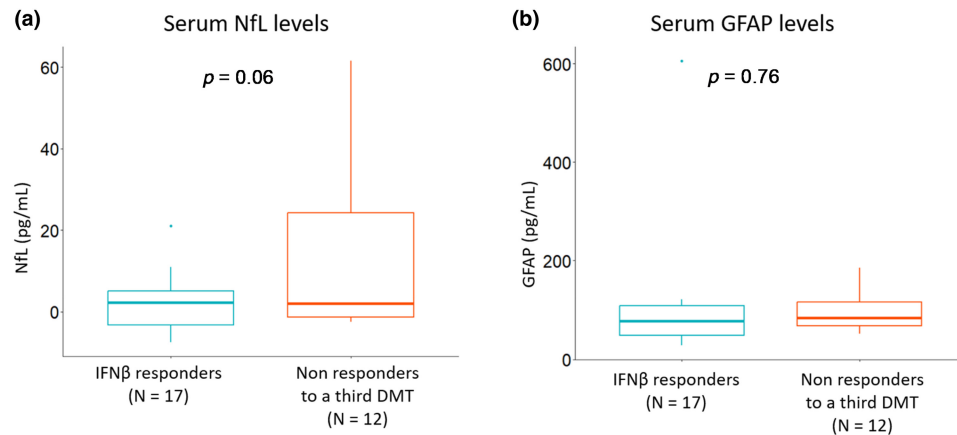 (a)
Serum NfL levels
p = 0.06
NfL (pg/mL)
60
40
20
0
IFNβ responders
(N = 17)
Non responders
to a third DMT
(N = 12)
(b)
Serum GFAP levels
p = 0.76
GFAP (pg/mL)
600
400
200
0
IFNβ responders
(N = 17)
Non responders
to a third DMT
(N = 12)